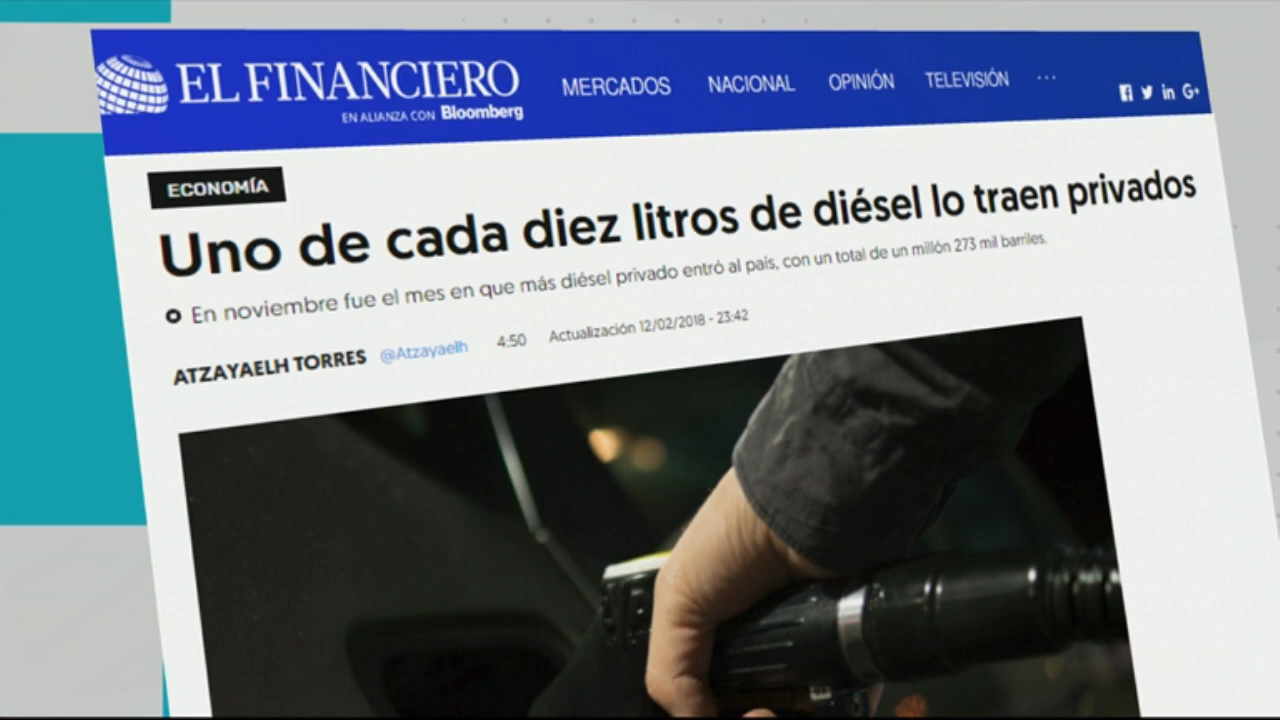 EL FINANCIERO
EN ALIANZA CON Bloomberg
MERCADOS NACIONAL OPINIÓN TELEVISIÓN ...
ECONOMÍA
Uno de cada diez litros de diésel lo traen privados
En noviembre fue el mes en que más diésel privado entró al país, con un total de un millón 273 mil barriles.
ATZAYAELH TORRES @Atzayaelh 4:50 Actualización 12/02/2018 - 23:42